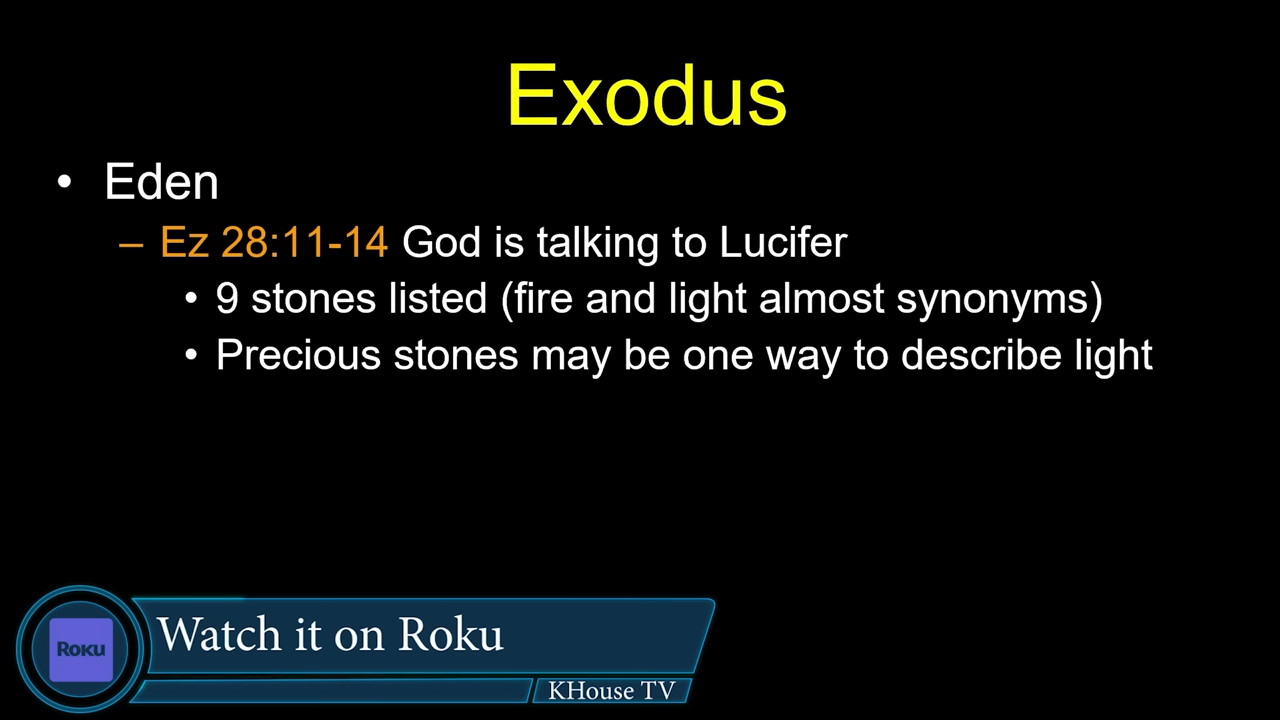 Exodus
• Eden
– Ez 28:11-14 God is talking to Lucifer
• 9 stones listed (fire and light almost synonyms)
• Precious stones may be one way to describe light
Watch it on Roku
Roku
KHouse TV